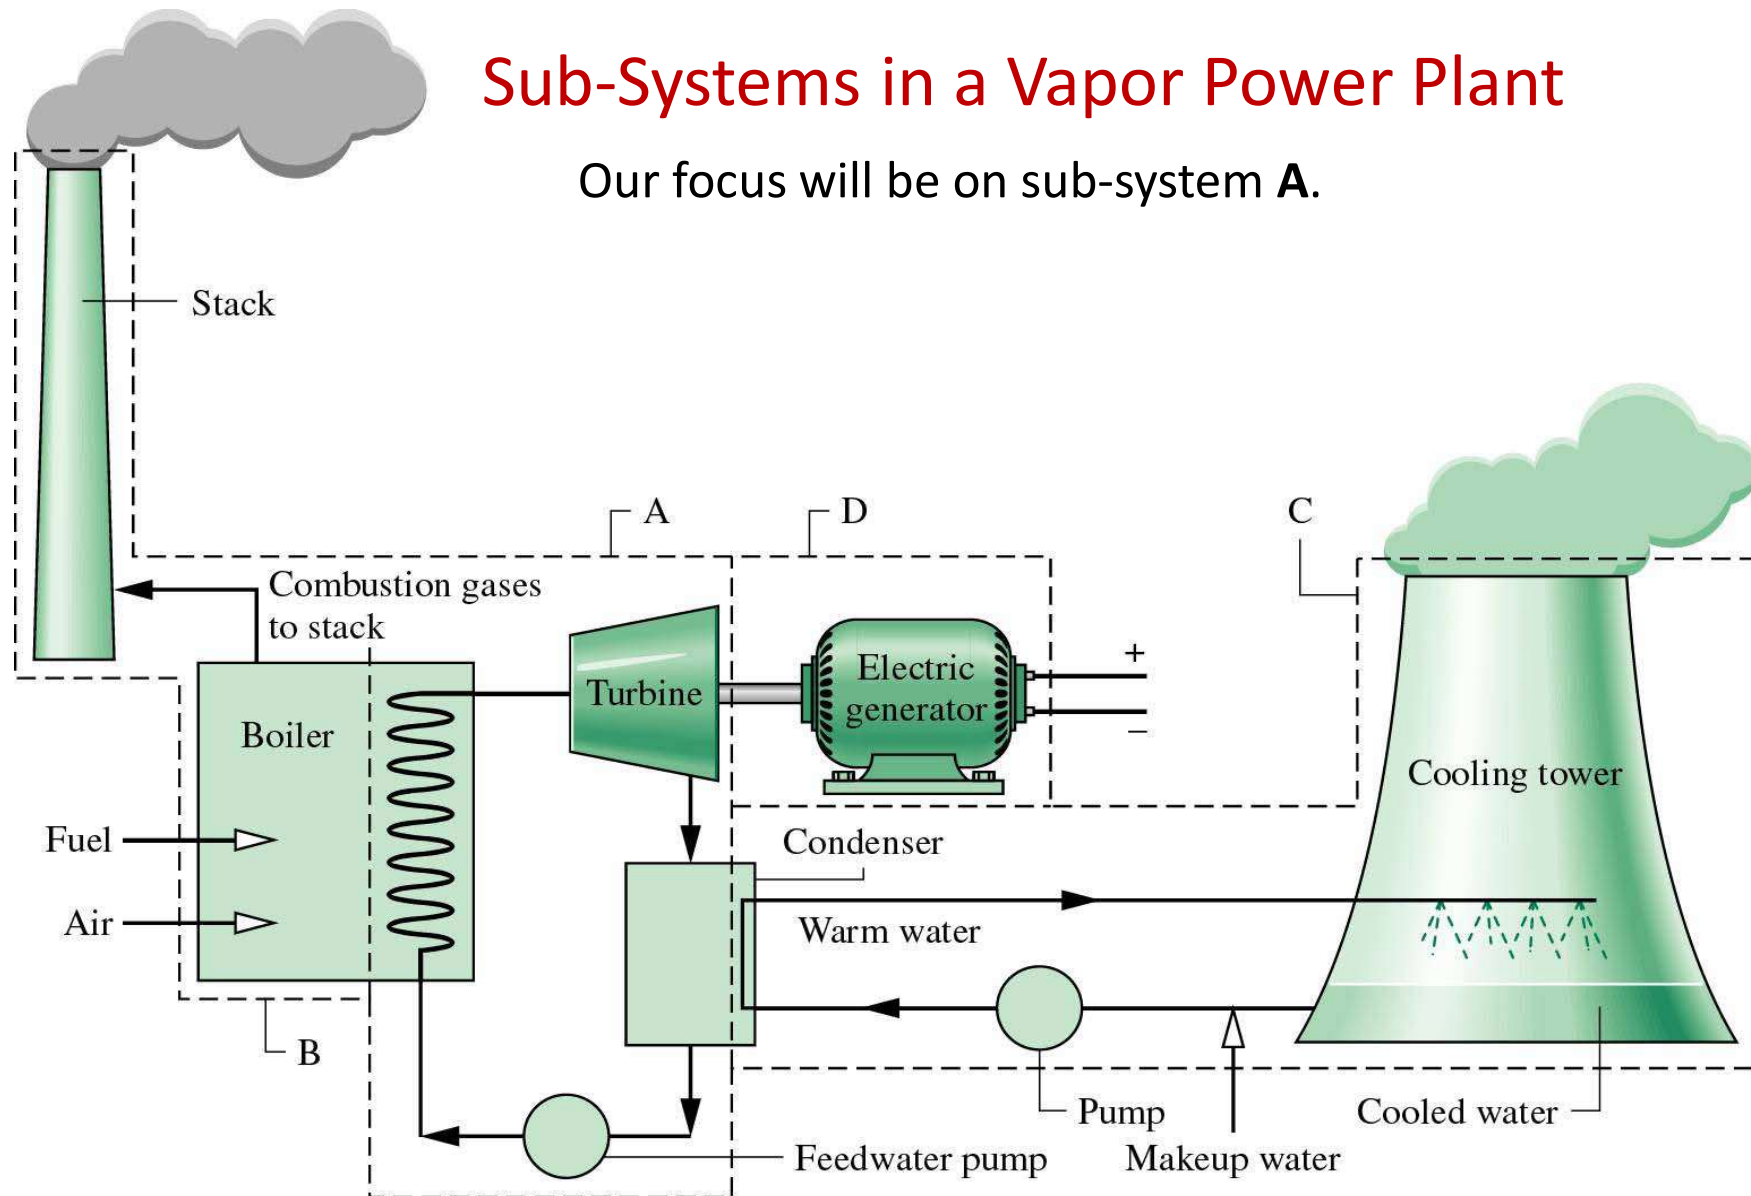 Sub-Systems in a Vapor Power Plant
Our focus will be on sub-system A.
Stack
A
D
C
Combustion gases
to stack
Turbine
Electric
generator
+
−
Boiler
Cooling tower
Fuel
Air
Condenser
Warm water
B
Pump
Cooled water
Feedwater pump
Makeup water